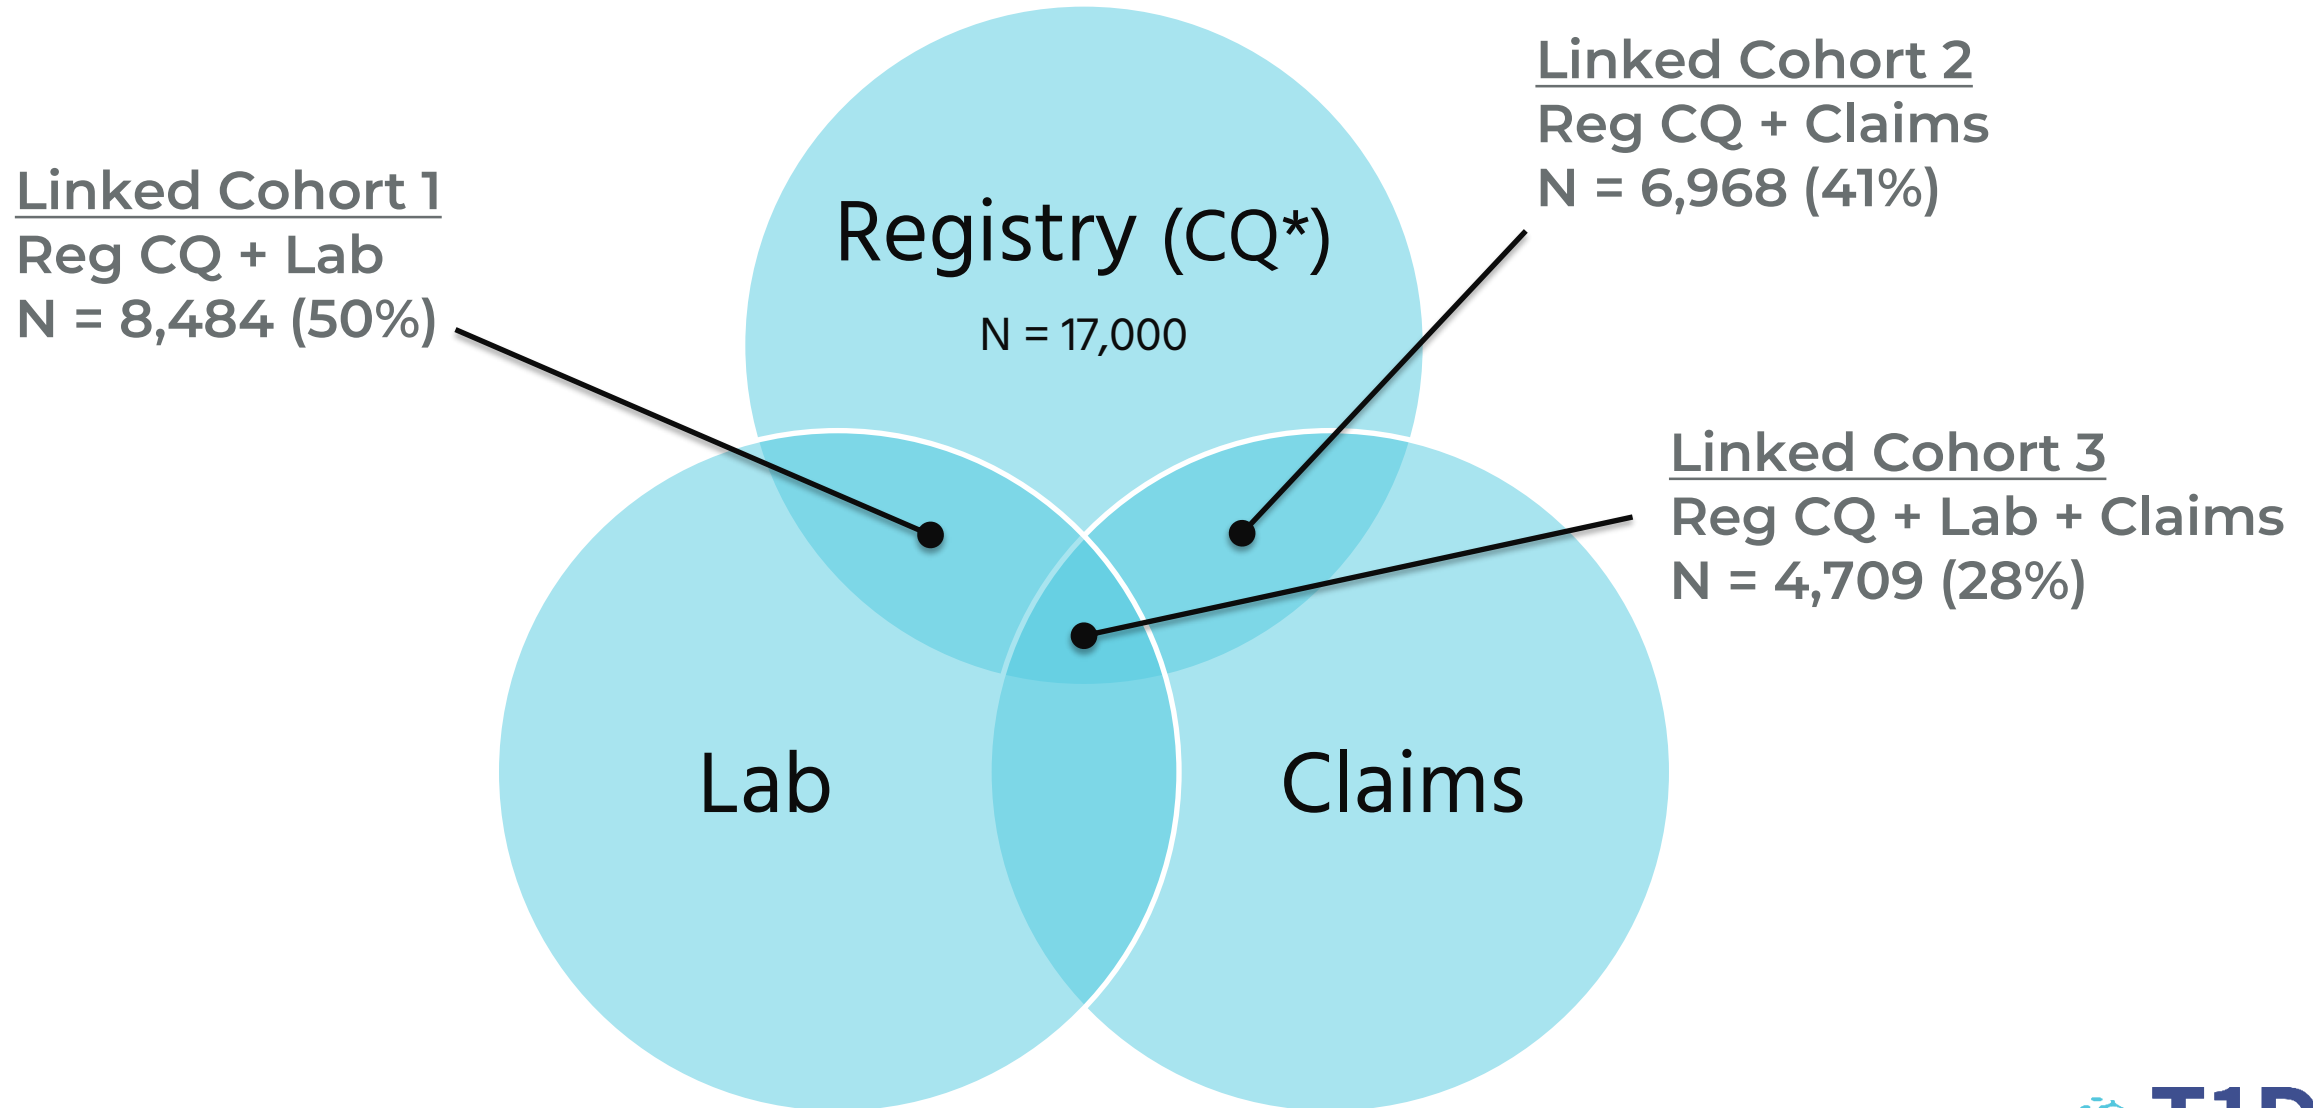 Linked Cohort 1
Reg CQ + Lab
N = 8,484 (50%)
Registry (CQ*)
N = 17,000
Linked Cohort 2
Reg CQ + Claims
N = 6,968 (41%)
Linked Cohort 3
Reg CQ + Lab + Claims
N = 4,709 (28%)
Lab
Claims
T1D